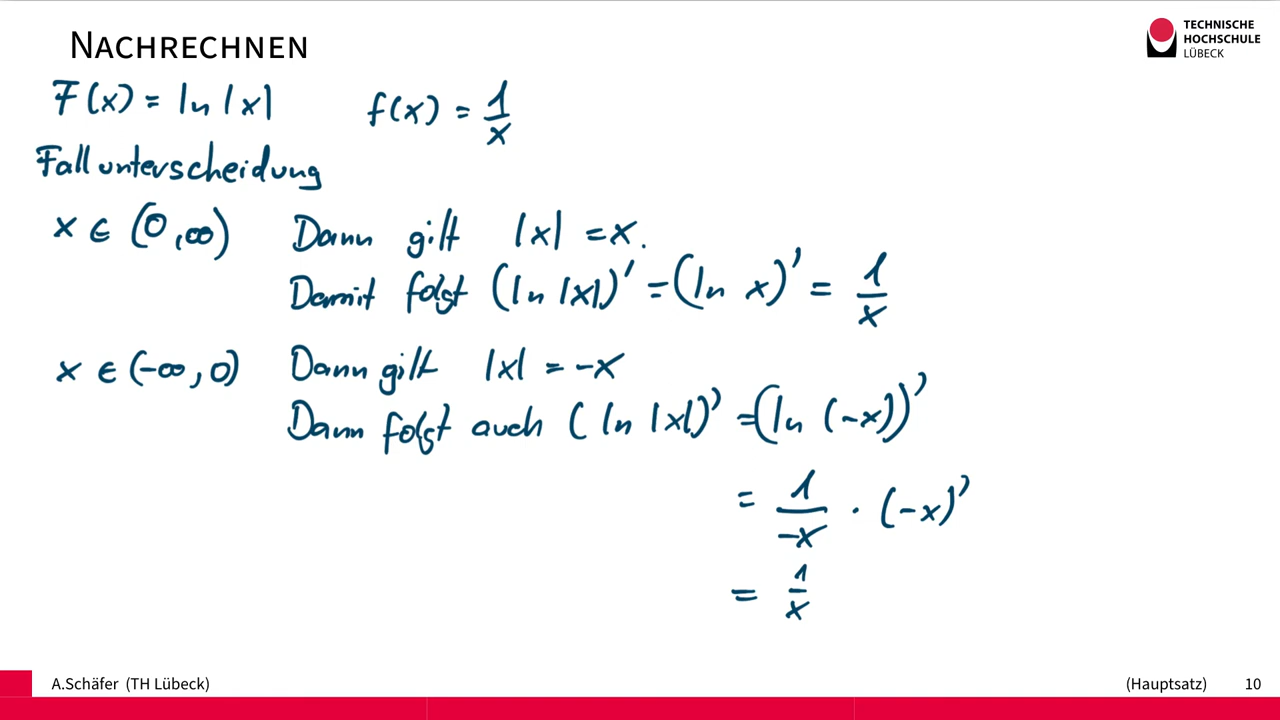 NACHRECHNEN
TECHNISCHE
HOCHSCHULE
LÜBECK
F(x) = ln |x| f(x) = 1/x
Fallunterscheidung
x ∈ (0,∞) Dann gilt |x| = x.
Damit folgt (ln |x|)' = (ln x)' = 1/x
x ∈ (-∞,0) Dann gilt |x| = -x
Dann folgt auch (ln |x|)' = (ln (-x))'
= 1/-x · (-x)'
= 1/x
A.Schäfer (TH Lübeck) (Hauptsatz) 10